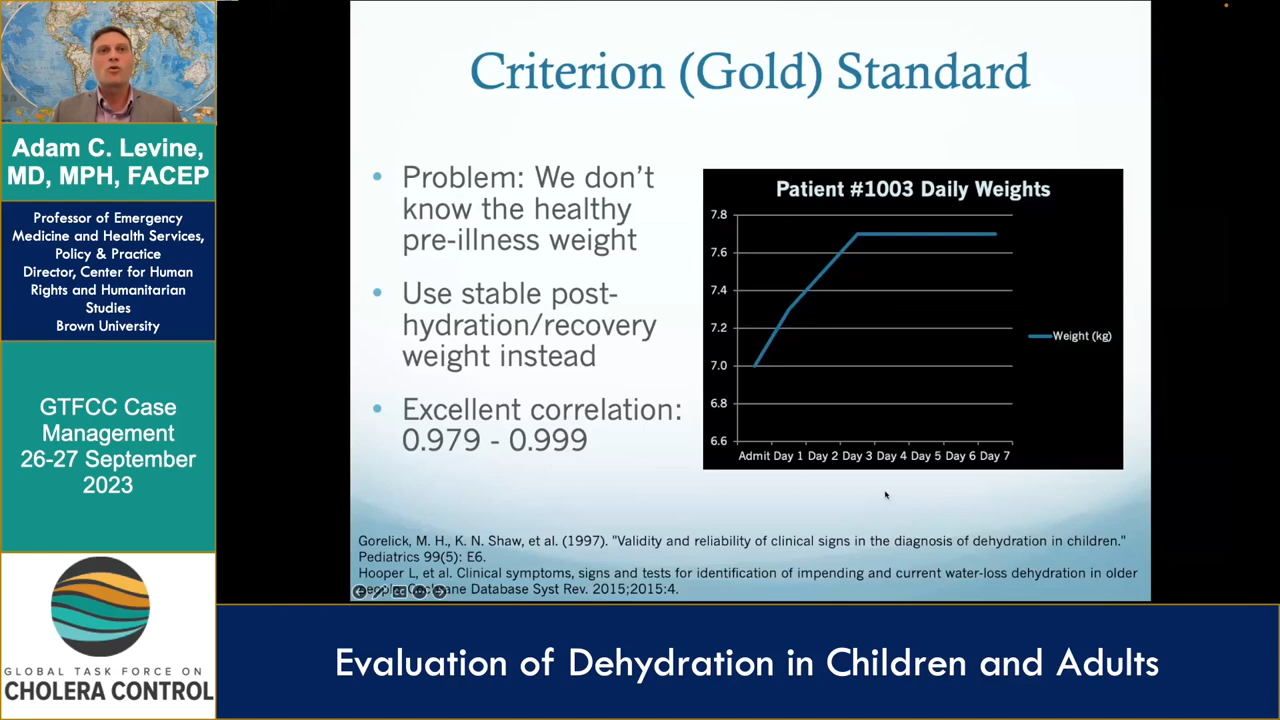 Adam C. Levine,
MD, MPH, FACEP
Professor of Emergency
Medicine and Health Services,
Policy & Practice
Director, Center for Human
Rights and Humanitarian
Studies
Brown University
GTFCC Case
Management
26-27 September
2023
GLOBAL TASK FORCE ON
CHOLERA CONTROL
Criterion (Gold) Standard
• Problem: We don't
know the healthy
pre-illness weight
• Use stable post-
hydration/recovery
weight instead
• Excellent correlation:
0.979 - 0.999
Patient #1003 Daily Weights
7.8
7.6
7.4
7.2
7.0
6.8
6.6
Admit Day 1 Day 2 Day 3 Day 4 Day 5 Day 6 Day 7
Weight (kg)
Gorelick, M. H., K. N. Shaw, et al. (1997). "Validity and reliability of clinical signs in the diagnosis of dehydration in children."
Pediatrics 99(5): E6.
Hooper L, et al. Clinical symptoms, signs and tests for identification of impending and current water-loss dehydration in older
Database Syst Rev. 2015;2015:4.
Evaluation of Dehydration in Children and Adults